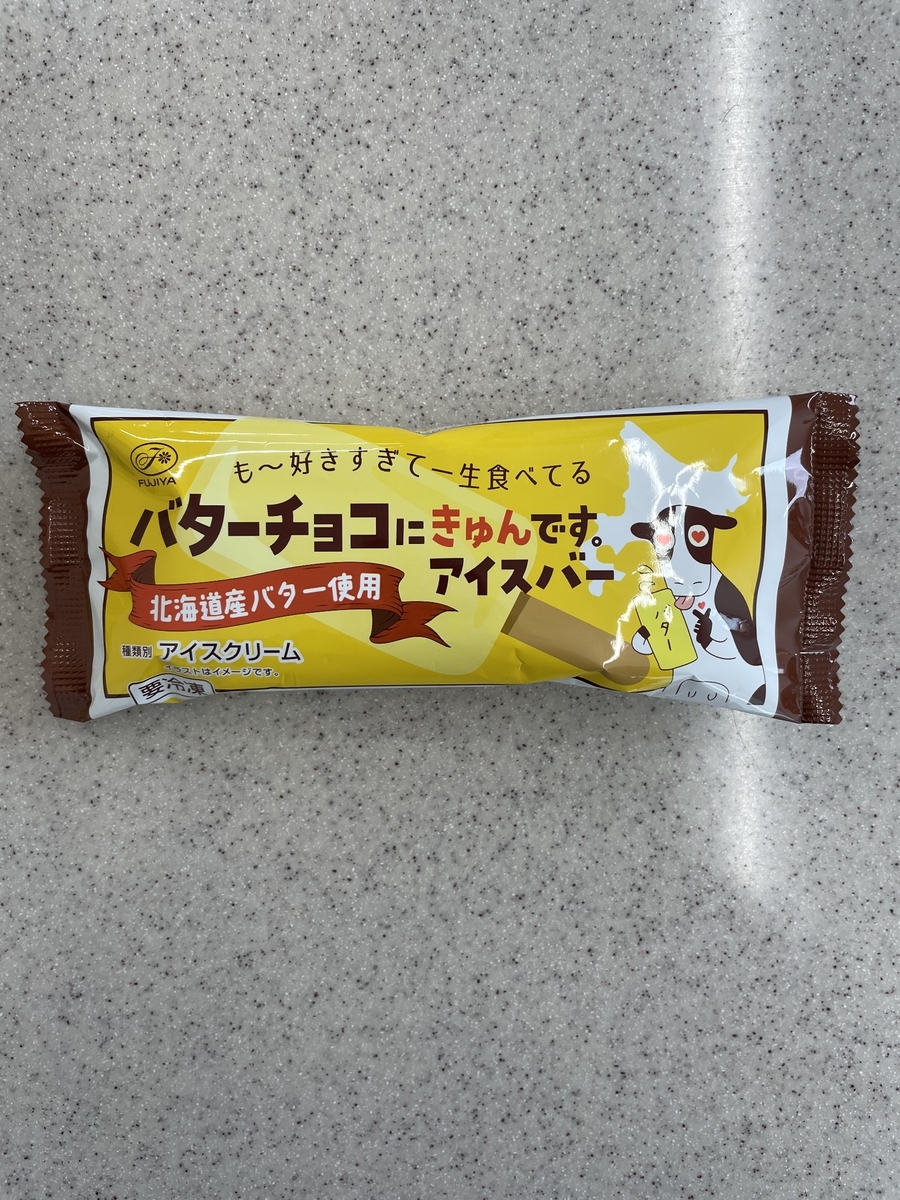 FUJIYA
も〜好きすぎて一生食べてる
バターチョコにきゅんです。
アイスバー
北海道産バター使用
バター
種類別 アイスクリーム
イラストはイメージです。
要冷凍